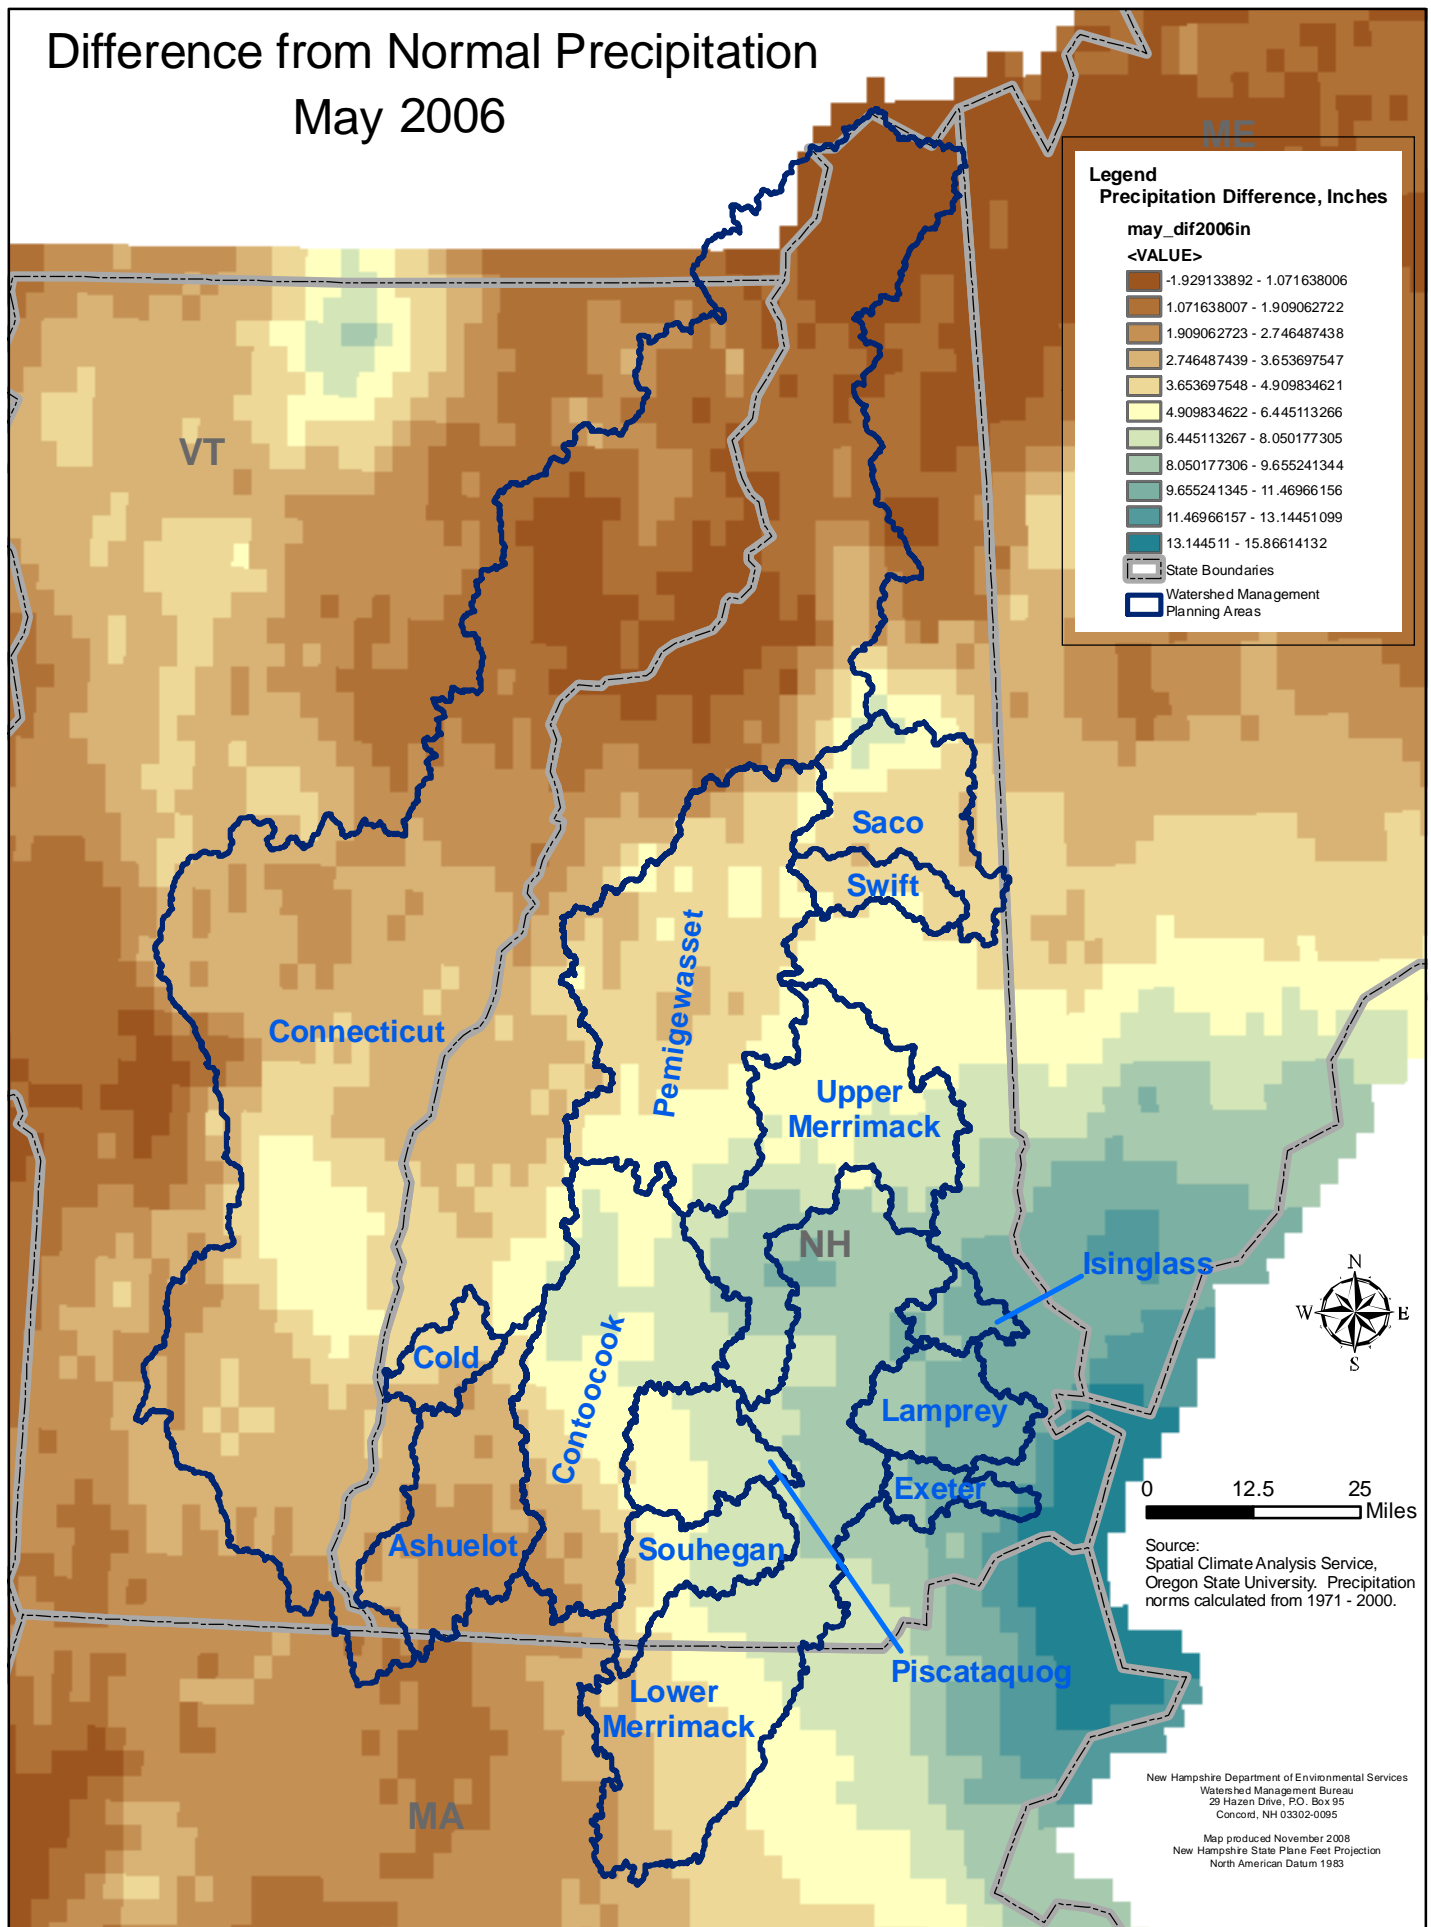 Difference from Normal Precipitation
May 2006
ME
Legend
Precipitation Difference, Inches
may_dif2006in
<VALUE>
-1.929133892 - 1.071638006
1.071638007 - 1.909062722
1.909062723 - 2.746487438
2.746487439 - 3.653697547
3.653697548 - 4.909834621
4.909834622 - 6.445113266
6.445113267 - 8.050177305
8.050177306 - 9.655241344
9.655241345 - 11.46966156
11.46966157 - 13.14451099
13.144511 - 15.86614132
State Boundaries
Watershed Management
Planning Areas
VT
Saco
Swift
Pemigewasset
Connecticut
Upper
Merrimack
NH
Isinglass
N
W E
S
Cold
Contoocook
Lamprey
Exeter
0 12.5 25
Miles
Ashuelot
Souhegan
Source:
Spatial Climate Analysis Service,
Oregon State University. Precipitation
norms calculated from 1971 - 2000.
Piscataquog
Lower
Merrimack
MA
New Hampshire Department of Environmental Services
Watershed Management Bureau
29 Hazen Drive, P.O. Box 95
Concord, NH 03302-0095
Map produced November 2008
New Hampshire State Plane Feet Projection
North American Datum 1983